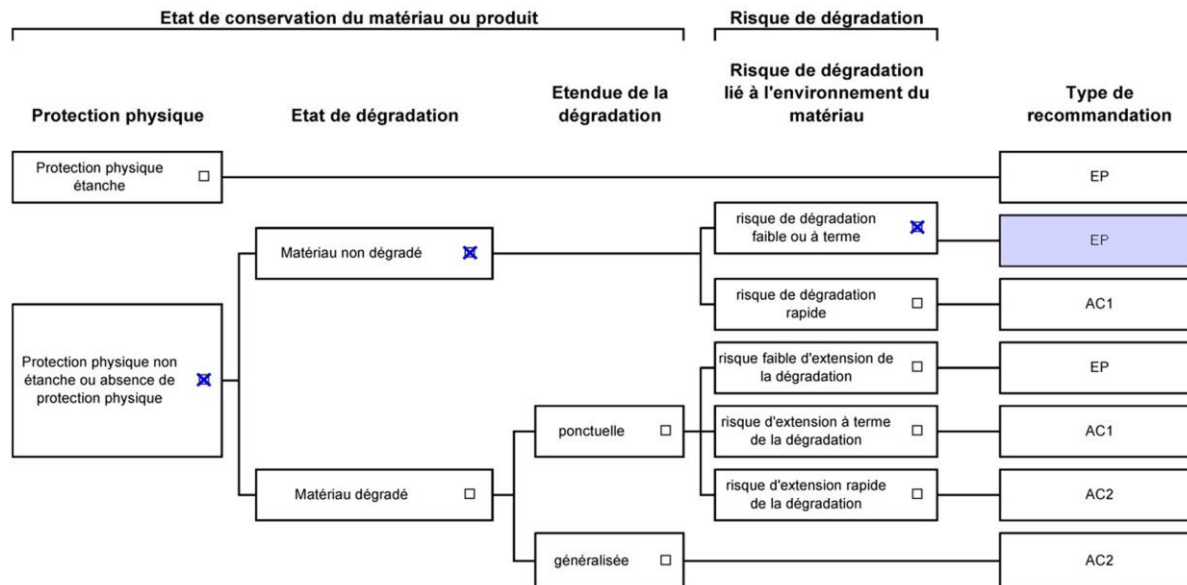 Etat de conservation du matériau ou produit
Risque de dégradation
Protection physique
Etat de dégradation
Etendue de la
dégradation
Risque de dégradation
lié à l'environnement du
matériau
Type de
recommandation
Protection physique
étanche
EP
risque de dégradation
faible ou à terme
EP
Matériau non dégradé
risque de dégradation
rapide
AC1
Protection physique non
étanche ou absence de
protection physique
risque faible d'extension de
la dégradation
EP
ponctuelle
risque d'extension à terme
de la dégradation
AC1
Matériau dégradé
risque d'extension rapide
de la dégradation
AC2
généralisée
AC2